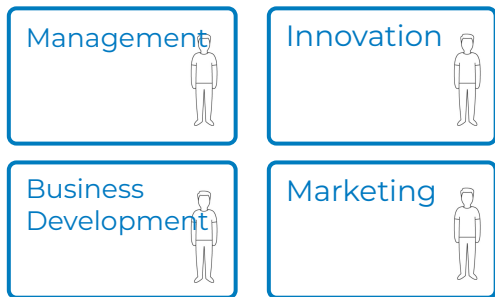 Management
Innovation
Business
Development
Marketing